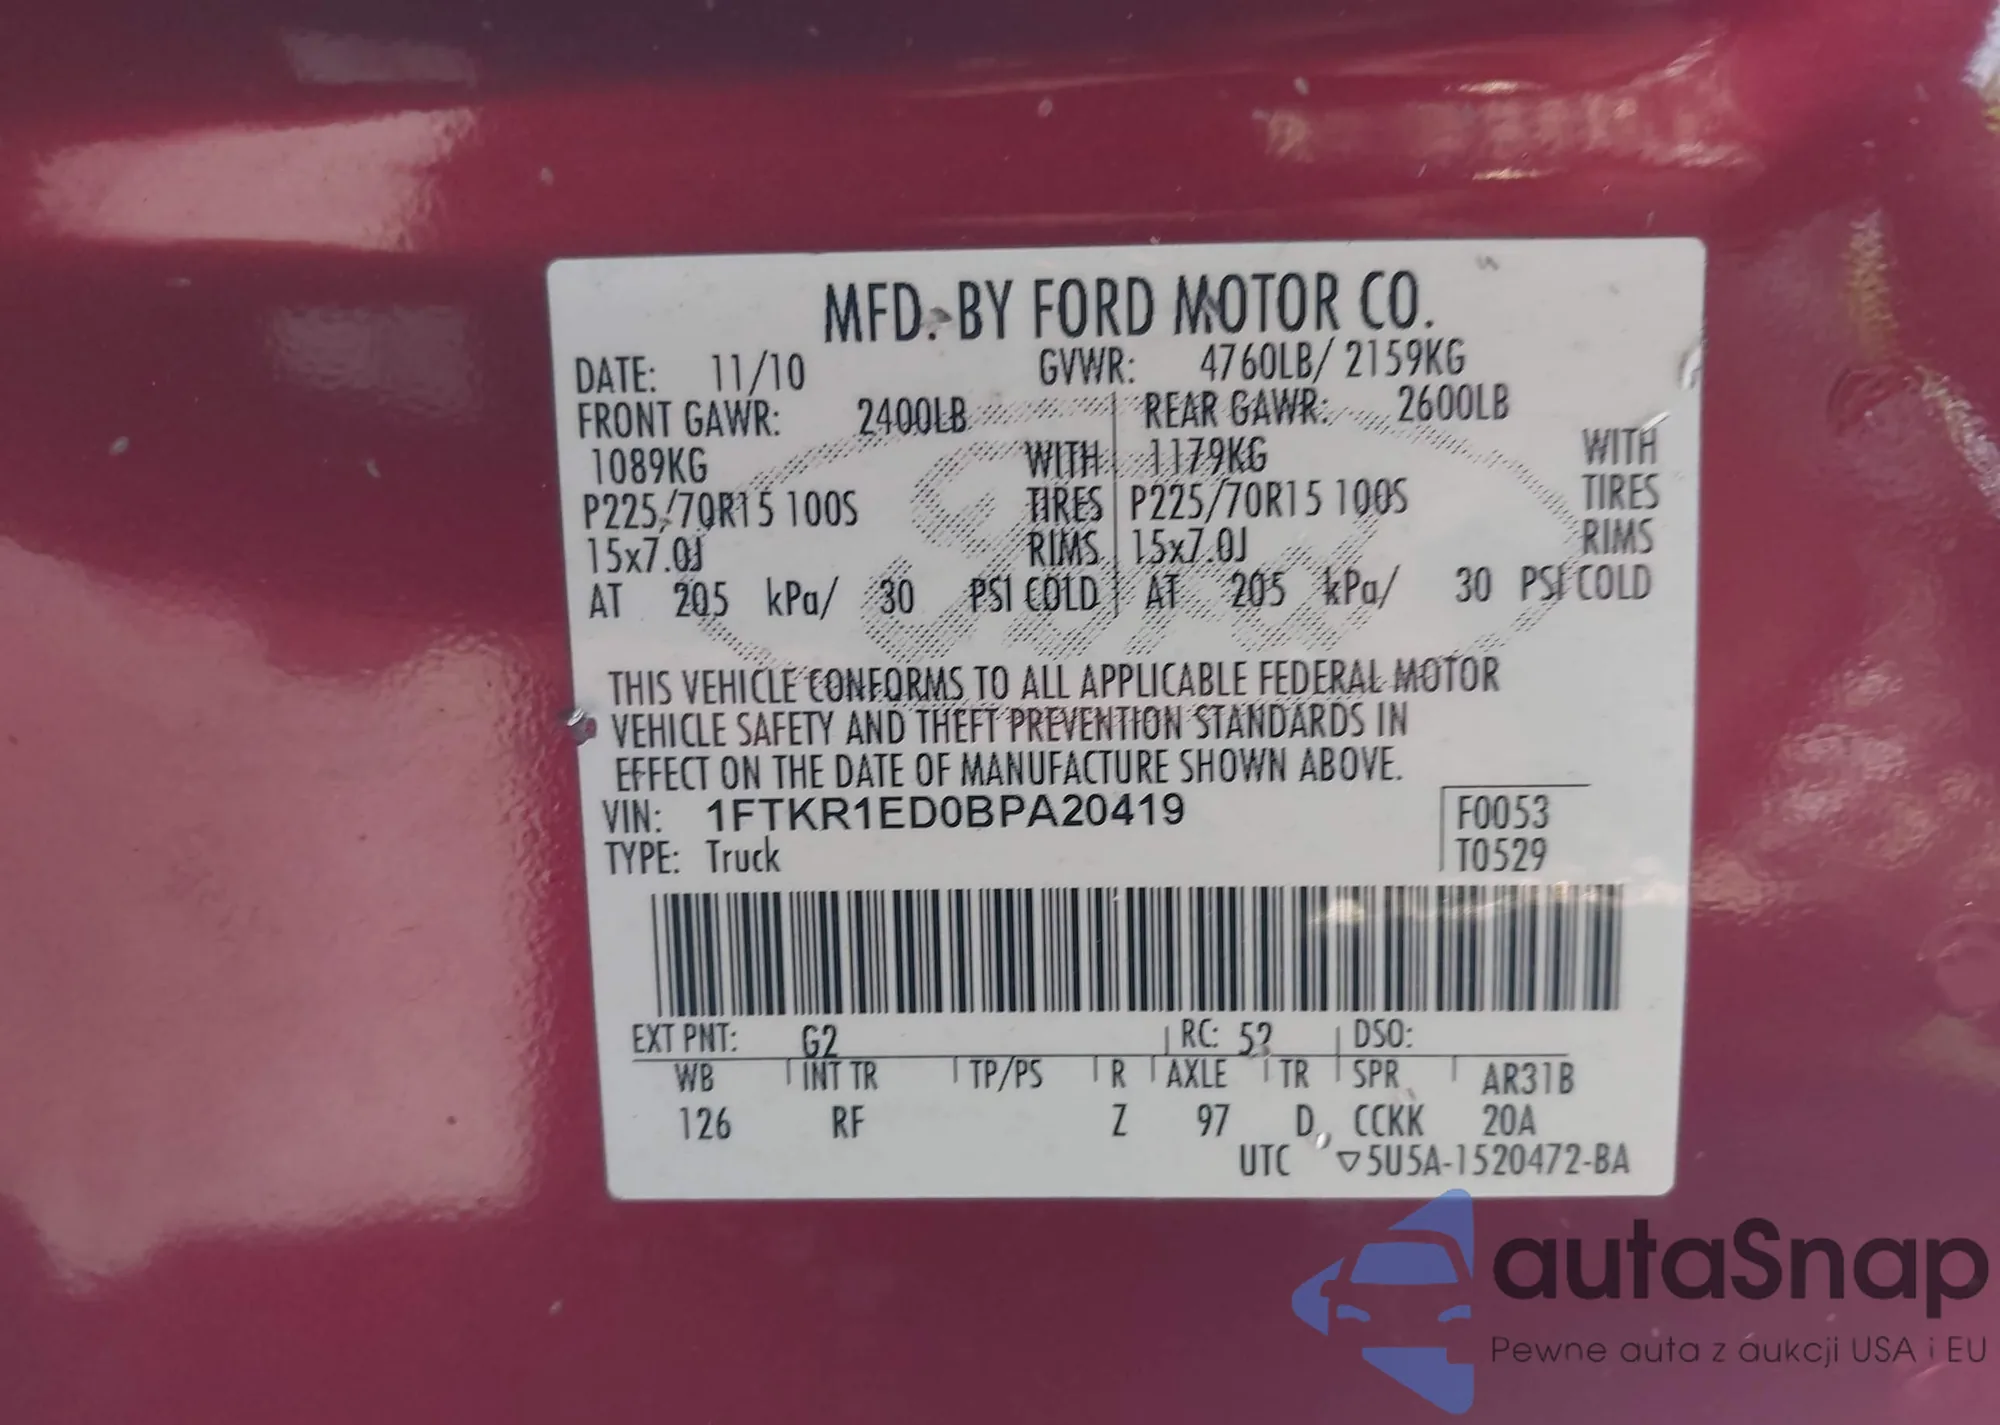 MFD. BY FORD MOTOR CO.
DATE: 11/10 GVWR: 4760LB/ 2159KG
FRONT GAWR: 2400LB REAR GAWR: 2600LB
1089KG WITH 1179KG WITH
P225/70R15 100S TIRES P225/70R15 100S TIRES
15x7.0J RIMS 15x7.0J RIMS
AT 205 kPa/ 30 PSI COLD AT 205 kPa/ 30 PSI COLD
THIS VEHICLE CONFORMS TO ALL APPLICABLE FEDERAL MOTOR
VEHICLE SAFETY AND THEFT PREVENTION STANDARDS IN
EFFECT ON THE DATE OF MANUFACTURE SHOWN ABOVE.
VIN: 1FTKR1ED0BPA20419 F0053
TYPE: Truck T0529
EXT PNT: G2 RC: DSO:
WB INT TR TP/PS R AXLE TR SPR AR31B
126 RF Z 97 D CCKK 20A
UTC ▽5U5A-1520472-BA
autaSnap
Pewne auta z aukcji USA i EU